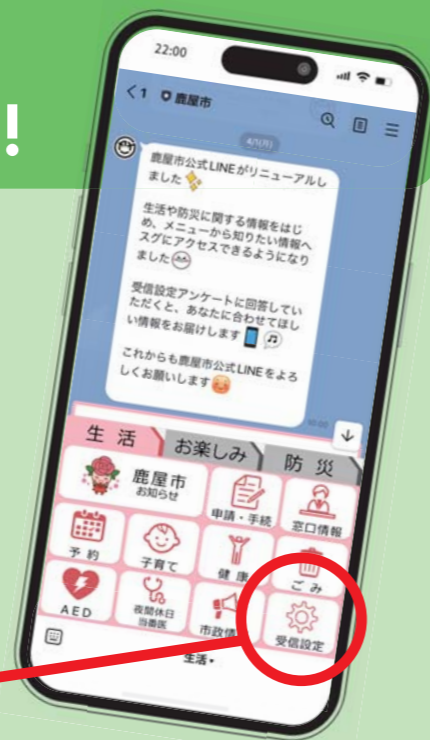 !
22:00
1 鹿屋市
4/1(月)
鹿屋市公式LINEがリニューアルし
ました
生活や防災に関する情報をはじ
め、メニューから知りたい情報へ
スグにアクセスできるようになり
ました
受信設定アンケートに回答してい
ただくと、あなたに合わせてほし
い情報をお届けします
これからも鹿屋市公式LINEをよろ
しくお願いします
10:00
生活 お楽しみ 防災
鹿屋市
お知らせ
申請・手続
窓口情報
予約
子育て
健康
ごみ
AED
夜間休日
当番医
市政情
受信設定
生活▾